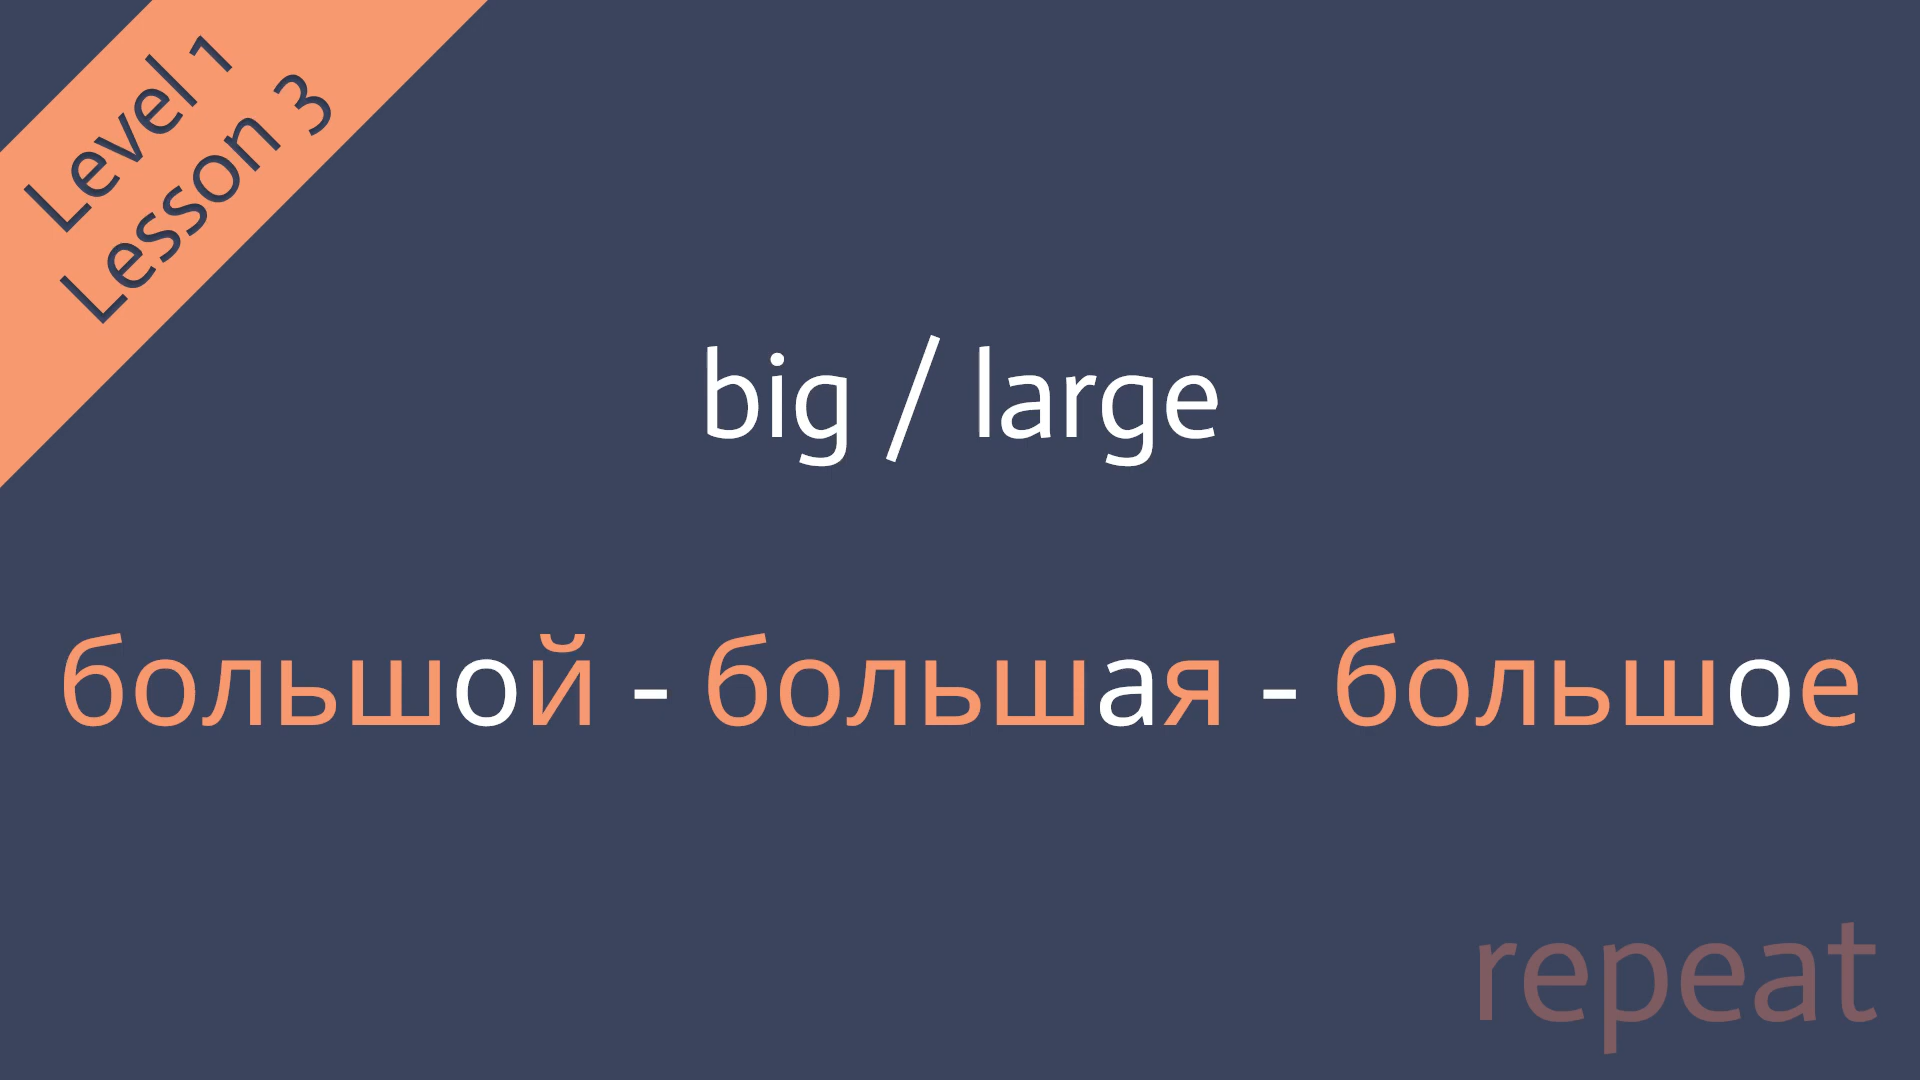 Level 1
Lesson 3
big / large
большой - большая - большое
repeat